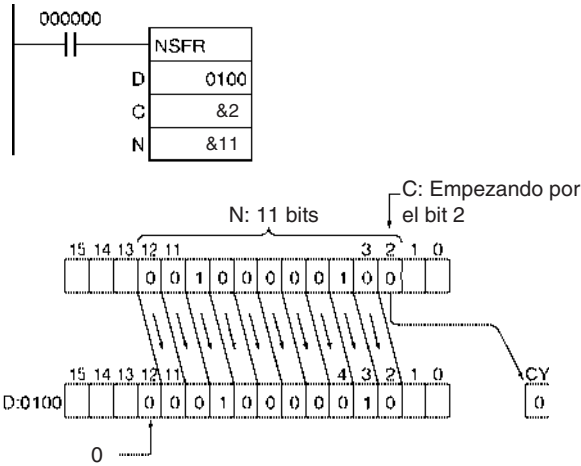 000000
NSFR
D 0100
C &2
N &11
C: Empezando por
el bit 2
N: 11 bits
15 14 13 12 11 3 2 1 0
0 0 1 0 0 0 0 0 1 0 0
15 14 13 12 11 4 3 2 1 0 CY
D:0100 0 0 0 1 0 0 0 0 0 1 0 0
0